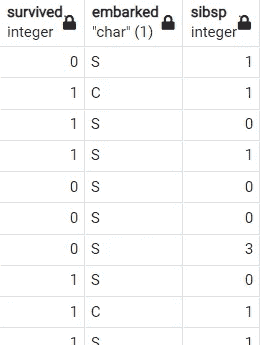 survived embarked sibsp
integer "char" (1) integer
0 S 1
1 C 1
1 S 0
1 S 1
0 S 0
0 S 0
0 S 3
1 S 0
1 C 1
1 S 1